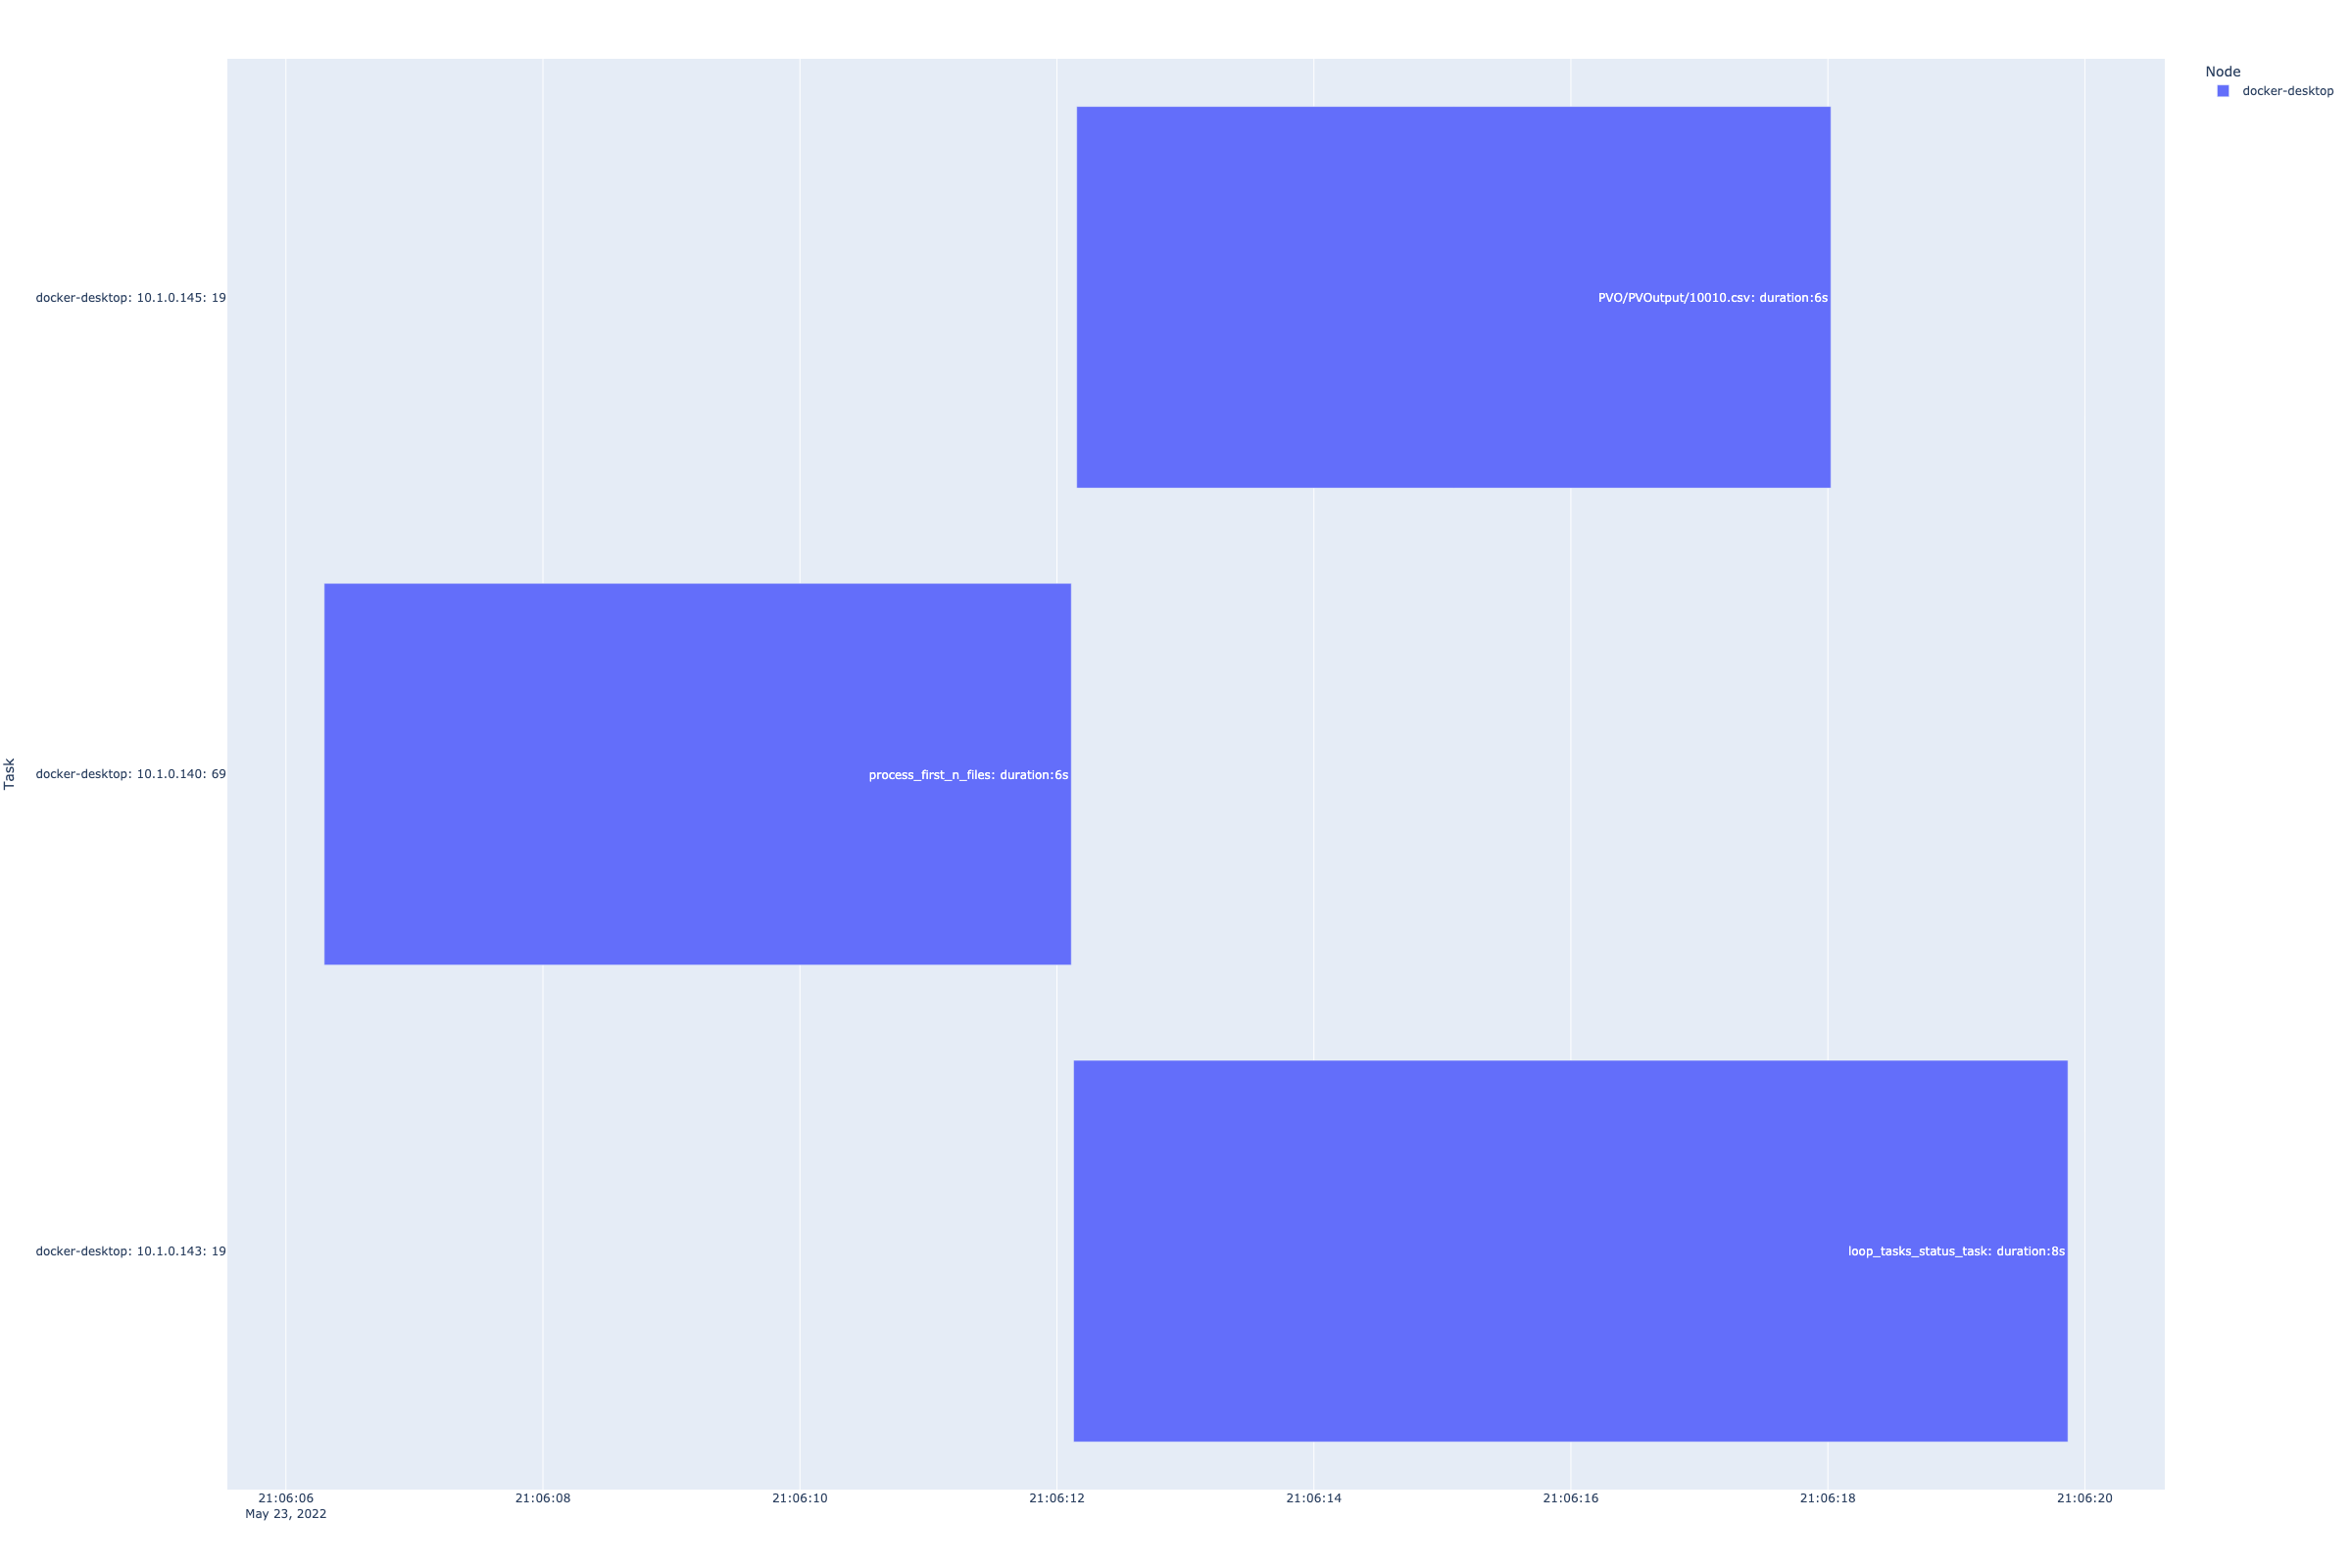 Node
docker-desktop
docker-desktop: 10.1.0.145: 19
PVO/PVOutput/10010.csv: duration:6s
Task
docker-desktop: 10.1.0.140: 69
process_first_n_files: duration:6s
docker-desktop: 10.1.0.143: 19
loop_tasks_status_task: duration:8s
21:06:06 21:06:08 21:06:10 21:06:12 21:06:14 21:06:16 21:06:18 21:06:20
May 23, 2022